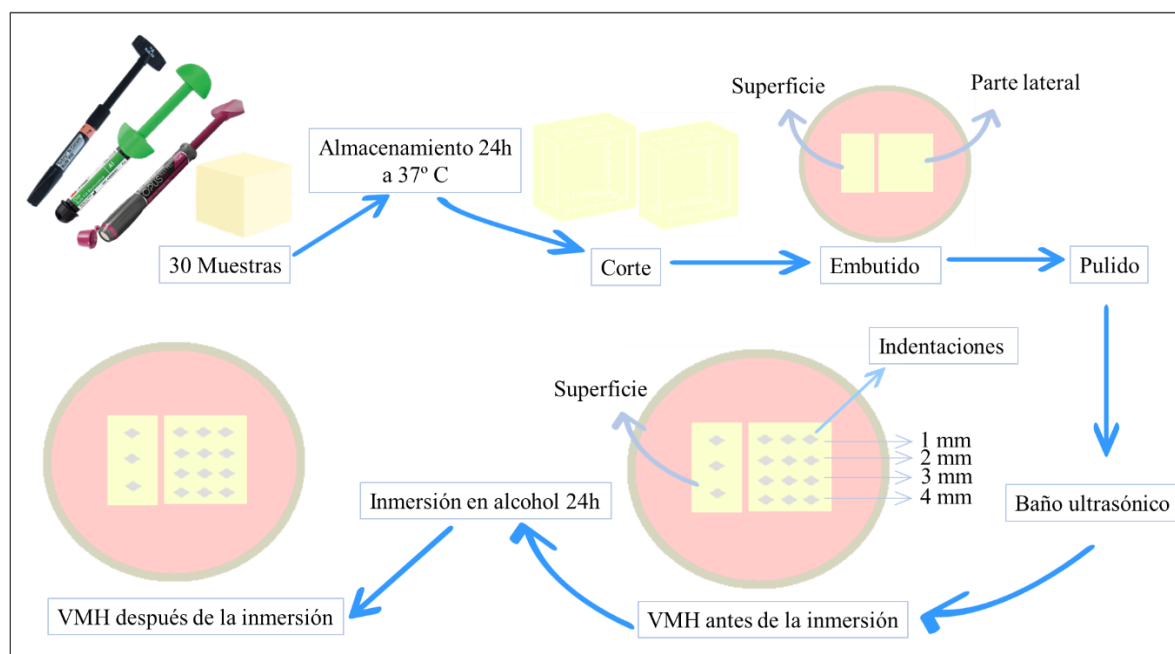 30 Muestras
OPUS
Almacenamiento 24h
a 37º C
Corte
Superficie
Parte lateral
Embutido
Pulido
Baño ultrasónico
Indentaciones
Superficie
1 mm
2 mm
3 mm
4 mm
VMH antes de la inmersión
Inmersión en alcohol 24h
VMH después de la inmersión